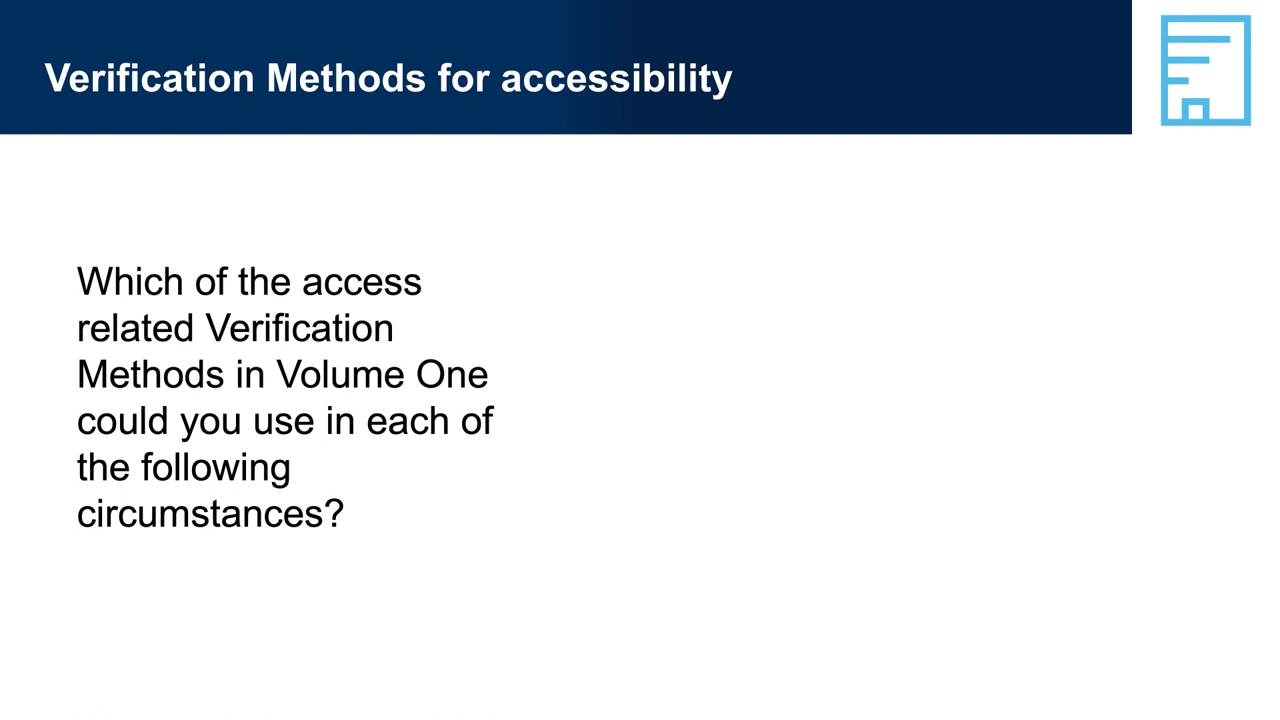 Verification Methods for accessibility
Which of the access
related Verification
Methods in Volume One
could you use in each of
the following
circumstances?